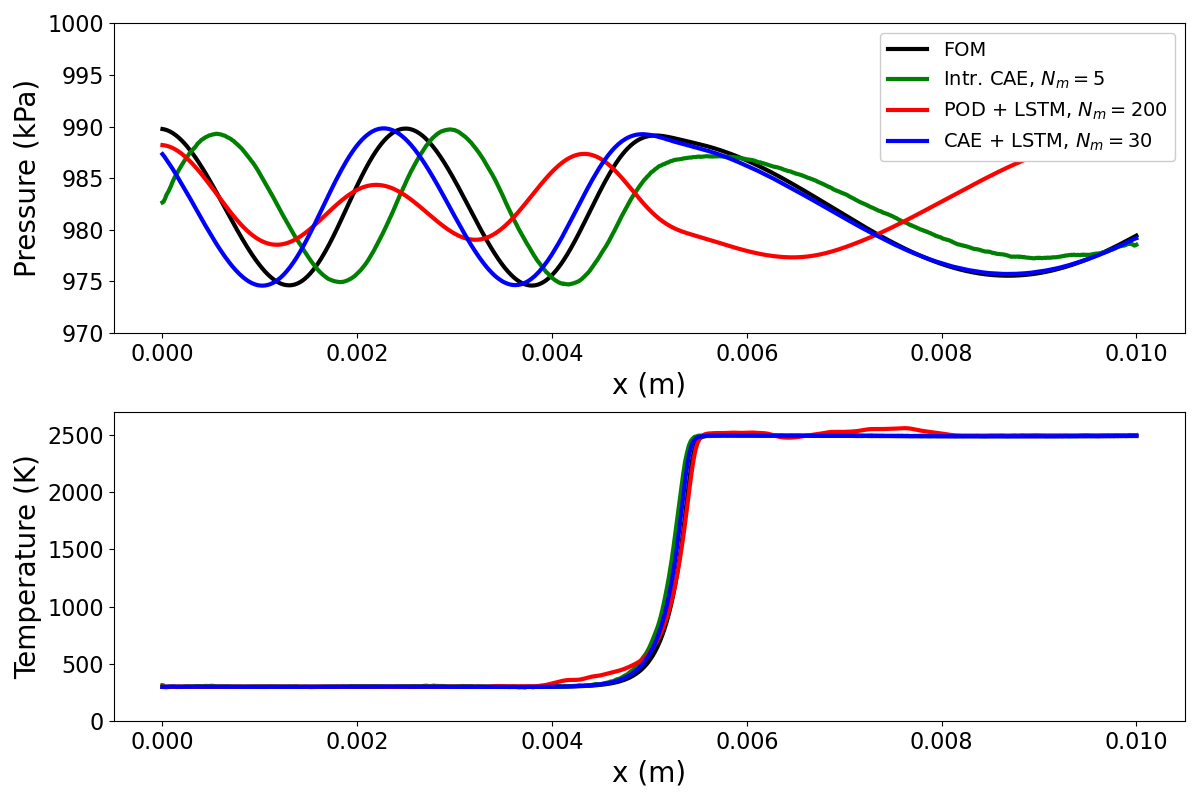 1000
995
990
985
980
975
970
Pressure (kPa)
FOM
Intr. CAE, N_m = 5
POD + LSTM, N_m = 200
CAE + LSTM, N_m = 30
0.000 0.002 0.004 0.006 0.008 0.010
x (m)
2500
2000
1500
1000
500
0
Temperature (K)
0.000 0.002 0.004 0.006 0.008 0.010
x (m)